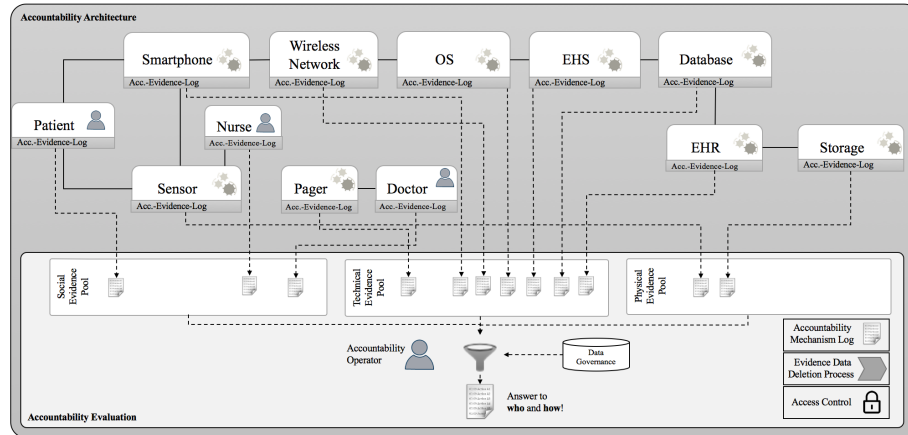 Accountability Architecture
Smartphone
Acc.-Evidence-Log
Wireless
Network
Acc.-Evidence-Log
OS
Acc.-Evidence-Log
EHS
Acc.-Evidence-Log
Database
Acc.-Evidence-Log
Patient
Acc.-Evidence-Log
Nurse
Acc.-Evidence-Log
EHR
Acc.-Evidence-Log
Storage
Acc.-Evidence-Log
Sensor
Acc.-Evidence-Log
Pager
Acc.-Evidence-Log
Doctor
Acc.-Evidence-Log
Social
Evidence
Pool
Technical
Evidence
Pool
Physical
Evidence
Pool
Accountability
Operator
Data
Governance
Answer to
who and how!
Accountability
Mechanism Log
Evidence Data
Deletion Process
Access Control
Accountability Evaluation